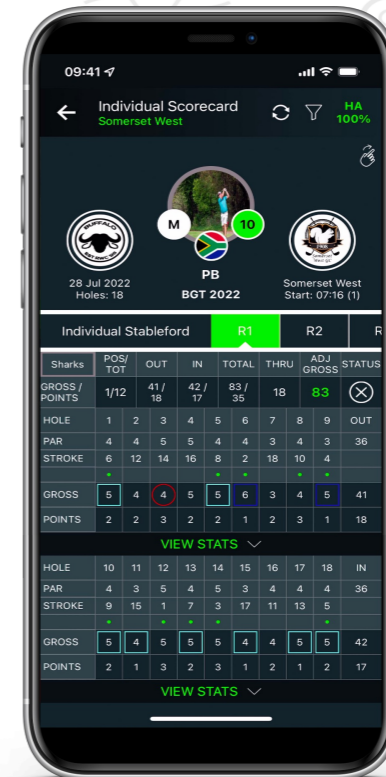 09:41
Individual Scorecard
Somerset West
HA
100%
M
10
BUFFALO
28 Jul 2022
Holes: 18
PB
BGT 2022
Somerset West
Start: 07:16 (1)
Individual Stableford R1 R2 R
Sharks POS/TOT OUT IN TOTAL THRU ADJ GROSS STATUS
GROSS / POINTS 1/12 41 / 18 42 / 17 83 / 35 18 83
HOLE 1 2 3 4 5 6 7 8 9 OUT
PAR 4 4 5 5 4 4 3 4 3 36
STROKE 6 12 14 16 8 2 18 10 4
GROSS 5 4 4 5 5 6 3 4 5 41
POINTS 2 2 3 2 2 1 2 3 1 18
VIEW STATS
HOLE 10 11 12 13 14 15 16 17 18 IN
PAR 4 3 5 4 5 3 4 4 4 36
STROKE 9 15 1 7 3 17 11 13 5
GROSS 5 4 5 5 5 4 4 5 5 42
POINTS 2 1 3 2 3 1 2 1 2 17
VIEW STATS